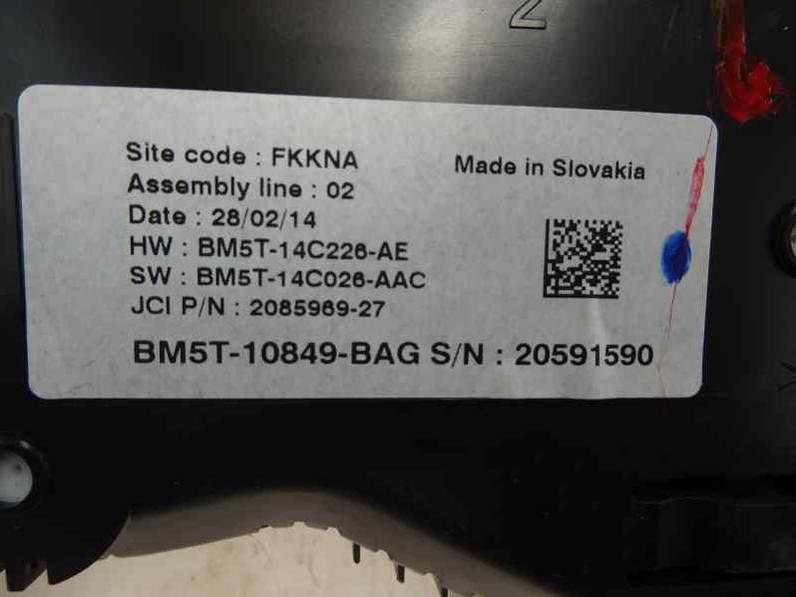 2
Site code : FKKNA
Made in Slovakia
Assembly line : 02
Date : 28/02/14
HW : BM5T-14C226-AE
SW : BM5T-14C026-AAC
JCI P/N : 2085969-27
BM5T-10849-BAG S/N : 20591590